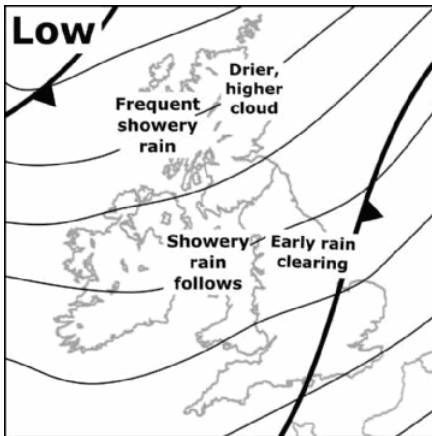 Low
Drier,
higher
cloud
Frequent
showery
rain
Showery
rain
follows
Early rain
clearing